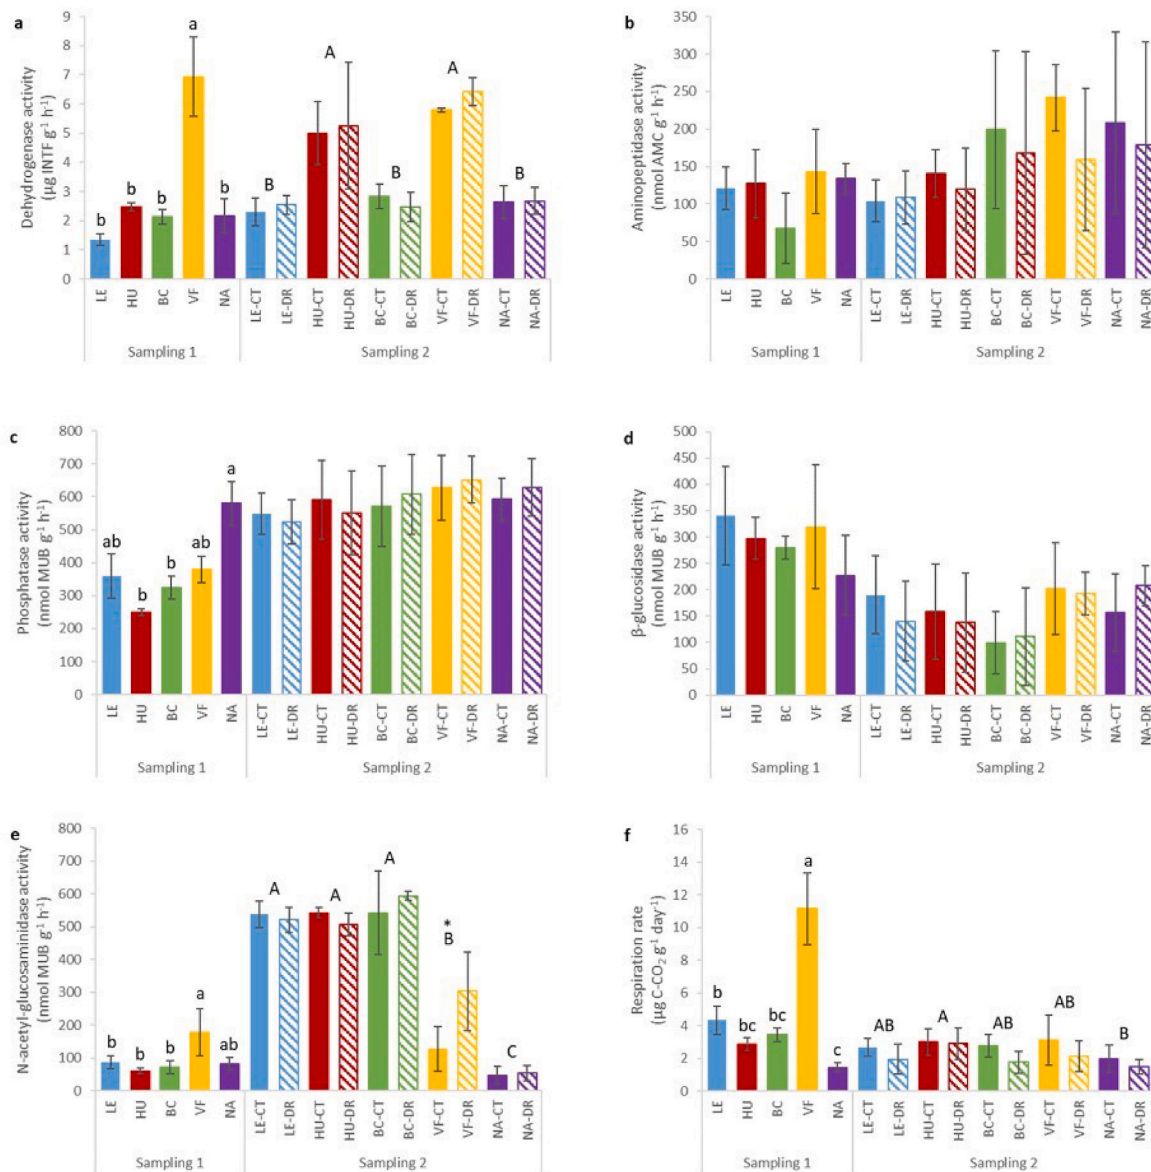 a
Dehydrogenase activity
(µg INTF g⁻¹ h⁻¹)
9
8
7
6
5
4
3
2
1
0
b
b
b
a
b
B
A
B
A
B
LE
HU
BC
VF
NA
LE-CT
LE-DR
HU-CT
HU-DR
BC-CT
BC-DR
VF-CT
VF-DR
NA-CT
NA-DR
Sampling 1
Sampling 2
b
Aminopeptidase activity
(nmol AMC g⁻¹ h⁻¹)
350
300
250
200
150
100
50
0
LE
HU
BC
VF
NA
LE-CT
LE-DR
HU-CT
HU-DR
BC-CT
BC-DR
VF-CT
VF-DR
NA-CT
NA-DR
Sampling 1
Sampling 2
c
Phosphatase activity
(nmol MUB g⁻¹ h⁻¹)
800
700
600
500
400
300
200
100
0
ab
b
b
ab
a
LE
HU
BC
VF
NA
LE-CT
LE-DR
HU-CT
HU-DR
BC-CT
BC-DR
VF-CT
VF-DR
NA-CT
NA-DR
Sampling 1
Sampling 2
d
β-glucosidase activity
(nmol MUB g⁻¹ h⁻¹)
500
450
400
350
300
250
200
150
100
50
0
LE
HU
BC
VF
NA
LE-CT
LE-DR
HU-CT
HU-DR
BC-CT
BC-DR
VF-CT
VF-DR
NA-CT
NA-DR
Sampling 1
Sampling 2
e
N-acetyl-glucosaminidase activity
(nmol MUB g⁻¹ h⁻¹)
800
700
600
500
400
300
200
100
0
b
b
b
a
ab
A
A
A
*
B
C
LE
HU
BC
VF
NA
LE-CT
LE-DR
HU-CT
HU-DR
BC-CT
BC-DR
VF-CT
VF-DR
NA-CT
NA-DR
Sampling 1
Sampling 2
f
Respiration rate
(µg C-CO₂ g⁻¹ day⁻¹)
16
14
12
10
8
6
4
2
0
b
bc
bc
a
c
AB
A
AB
AB
B
LE
HU
BC
VF
NA
LE-CT
LE-DR
HU-CT
HU-DR
BC-CT
BC-DR
VF-CT
VF-DR
NA-CT
NA-DR
Sampling 1
Sampling 2